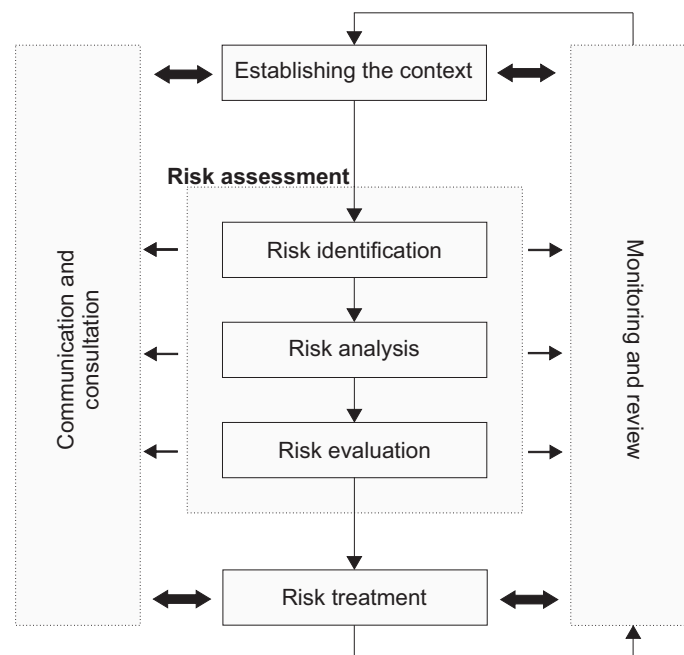 Establishing the context
Risk assessment
Risk identification
Risk analysis
Risk evaluation
Risk treatment
Communication and
consultation
Monitoring and review